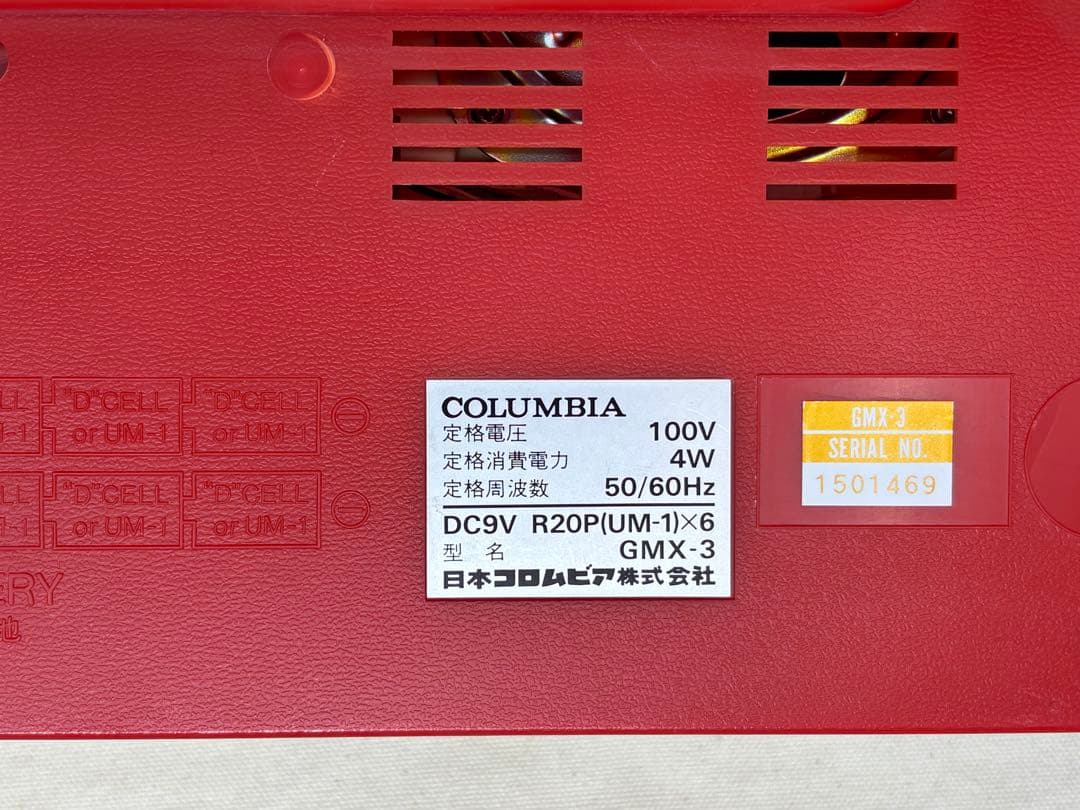 "D"CELL
or UM-1
"D"CELL
or UM-1
"D"CELL
or UM-1
"D"CELL
or UM-1
COLUMBIA
定格電圧 100V
定格消費電力 4W
定格周波数 50/60Hz
DC9V R20P(UM-1)×6
型名 GMX-3
日本コロムビア株式会社
GMX-3
SERIAL NO.
1501469